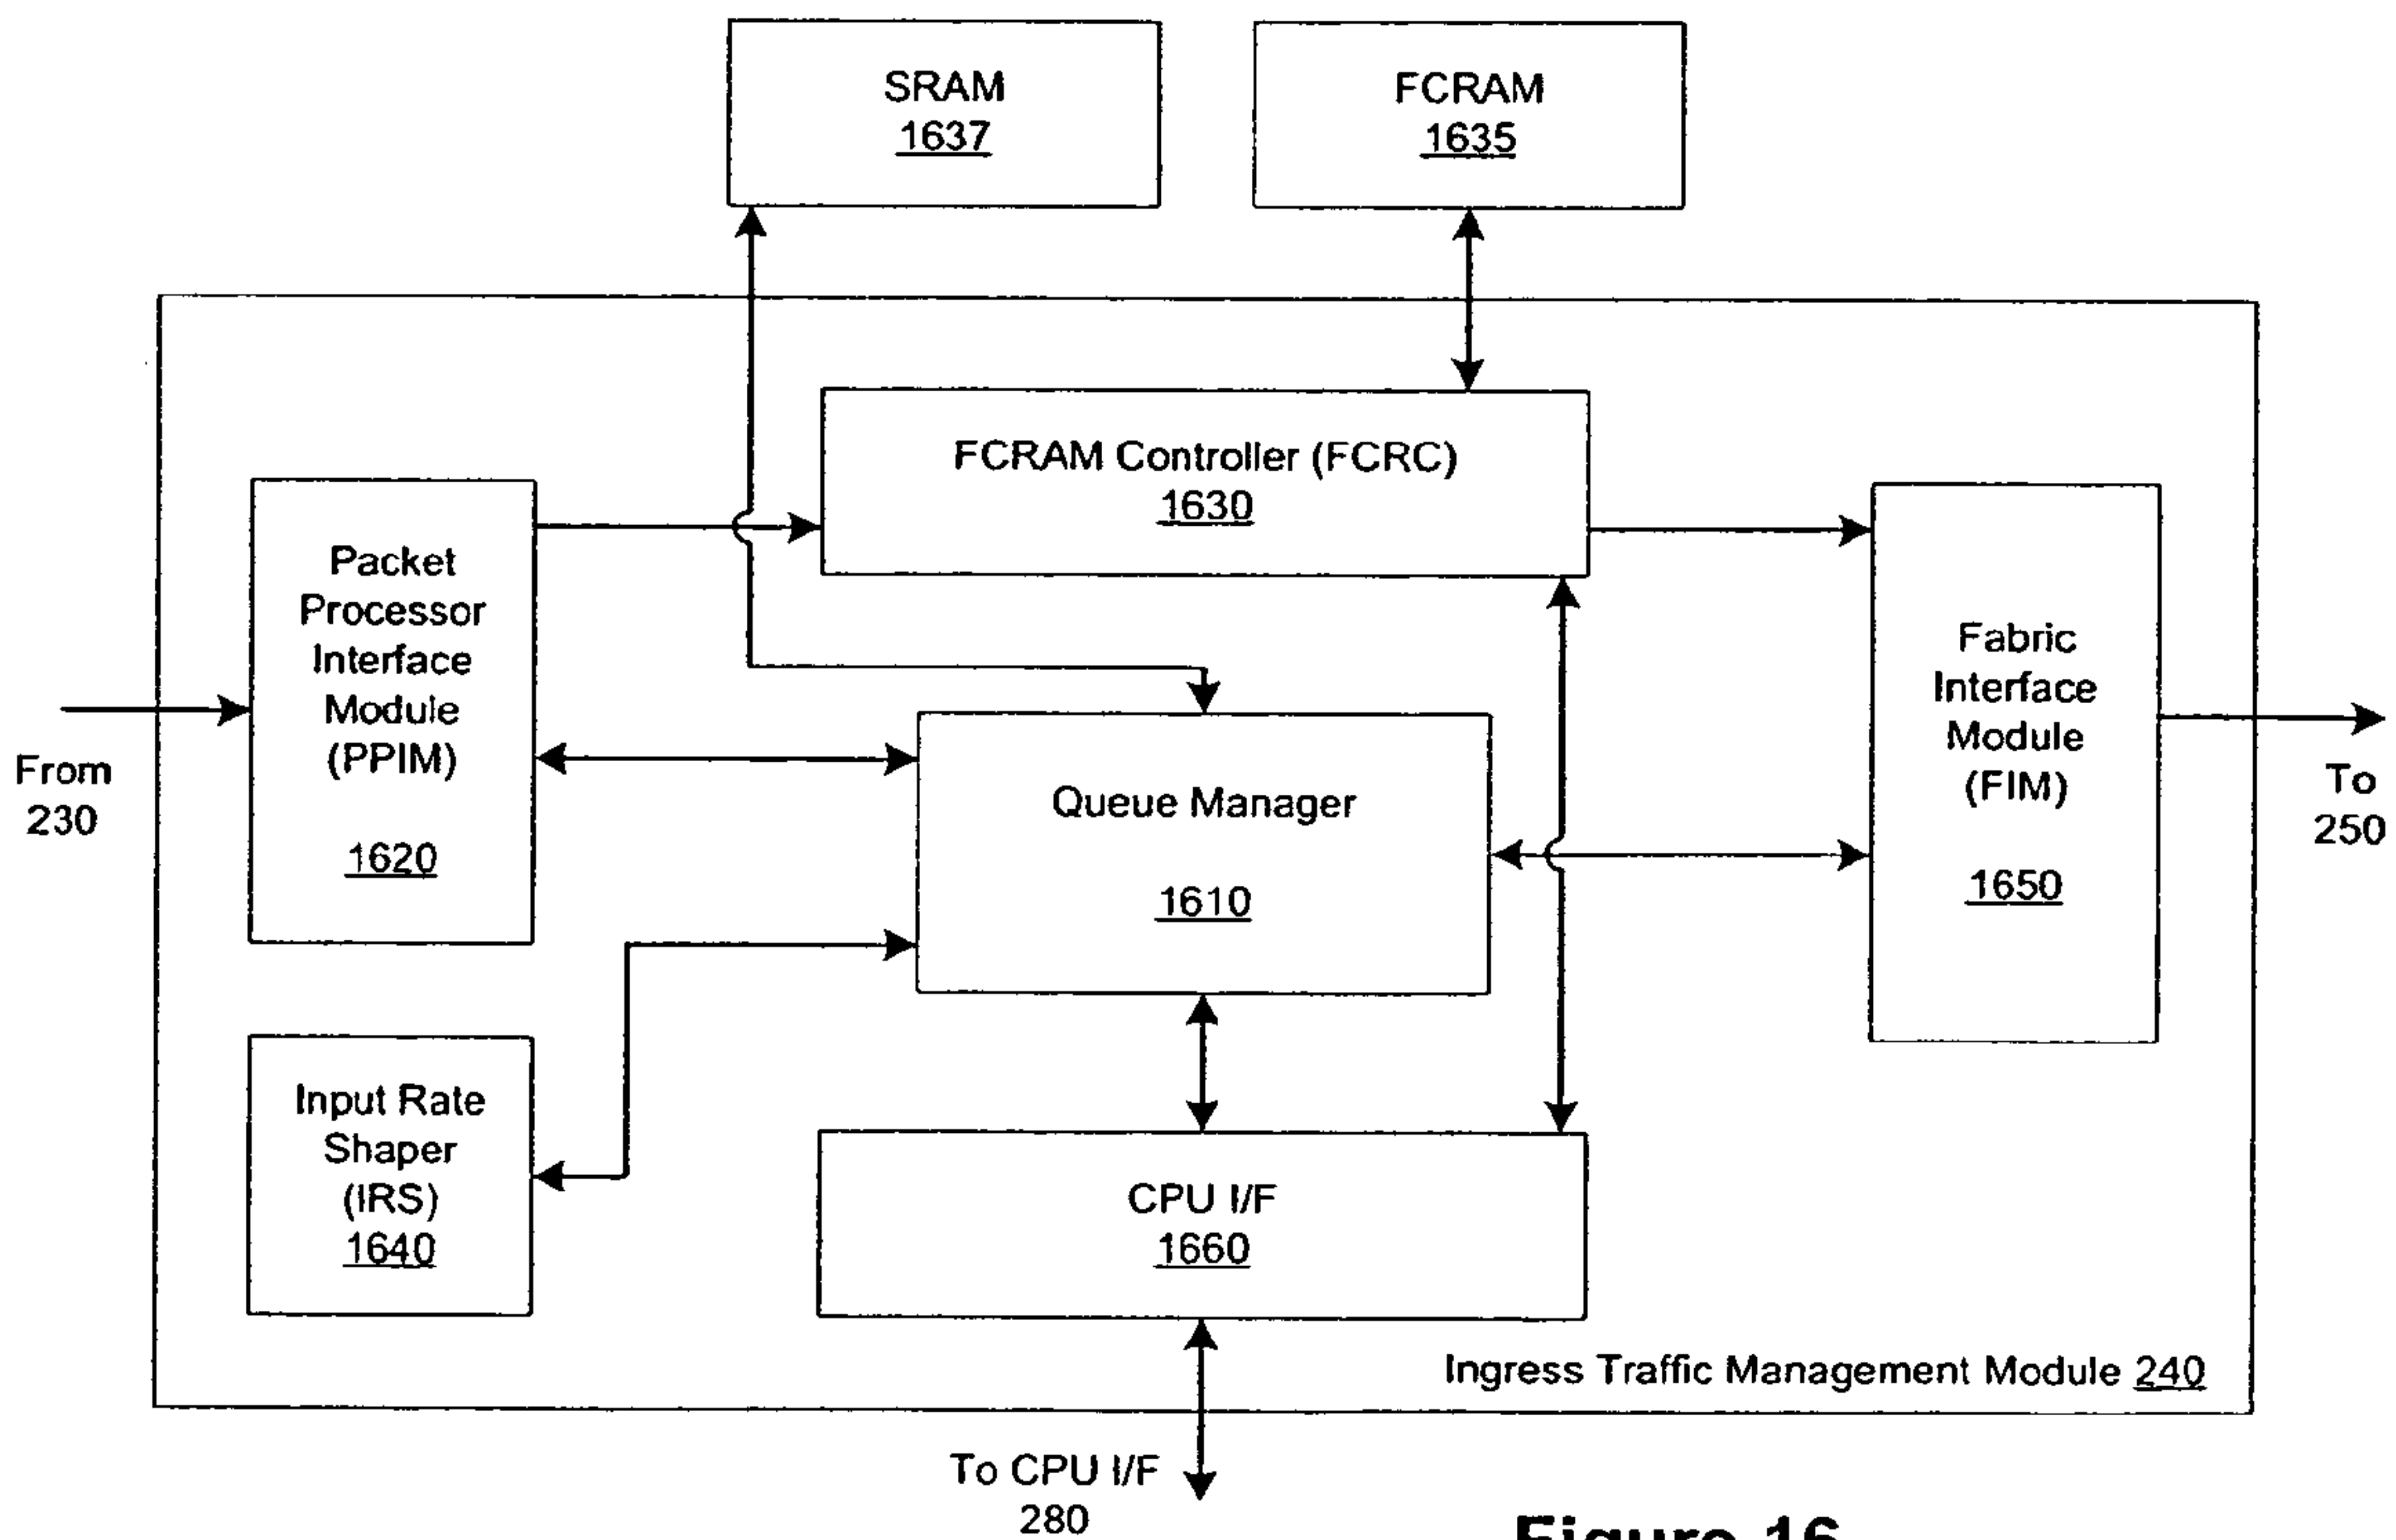 SRAM
1637
FCRAM
1635
FCRAM Controller (FCRC)
1630
Packet
Processor
Interface
Module
(PPIM)
1620
Fabric
Interface
Module
(FIM)
1650
From
230
To
250
Queue Manager
1610
Input Rate
Shaper
(IRS)
1640
CPU I/F
1660
Ingress Traffic Management Module 240
To CPU I/F
280
Figure 16